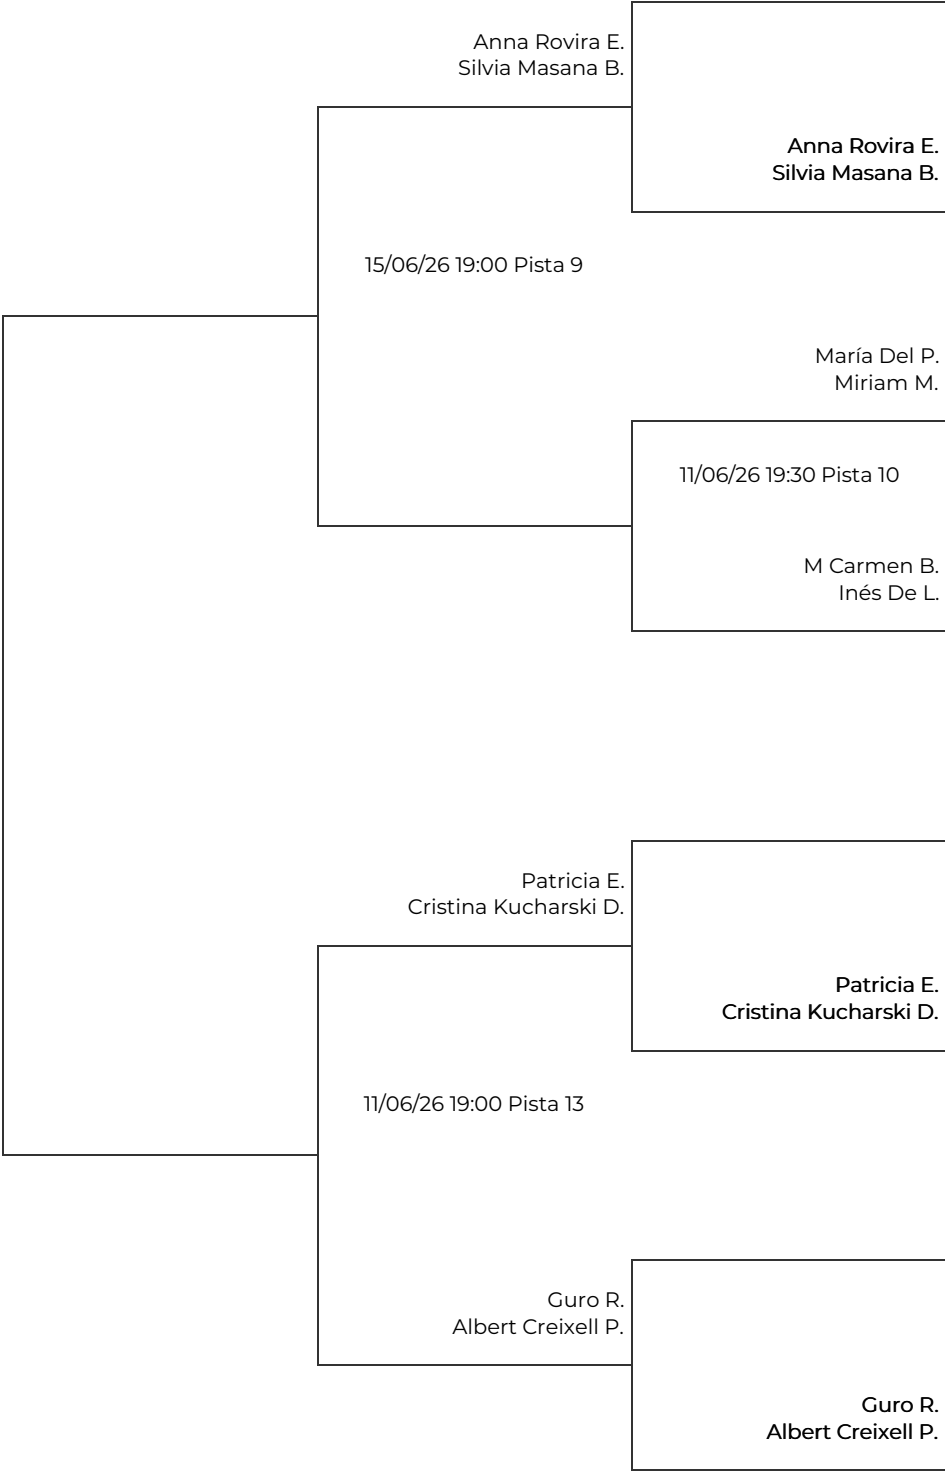 Anna Rovira E.
Silvia Masana B.
Anna Rovira E.
Silvia Masana B.
15/06/26 19:00 Pista 9
María Del P.
Miriam M.
11/06/26 19:30 Pista 10
M Carmen B.
Inés De L.
Patricia E.
Cristina Kucharski D.
Patricia E.
Cristina Kucharski D.
11/06/26 19:00 Pista 13
Guro R.
Albert Creixell P.
Guro R.
Albert Creixell P.